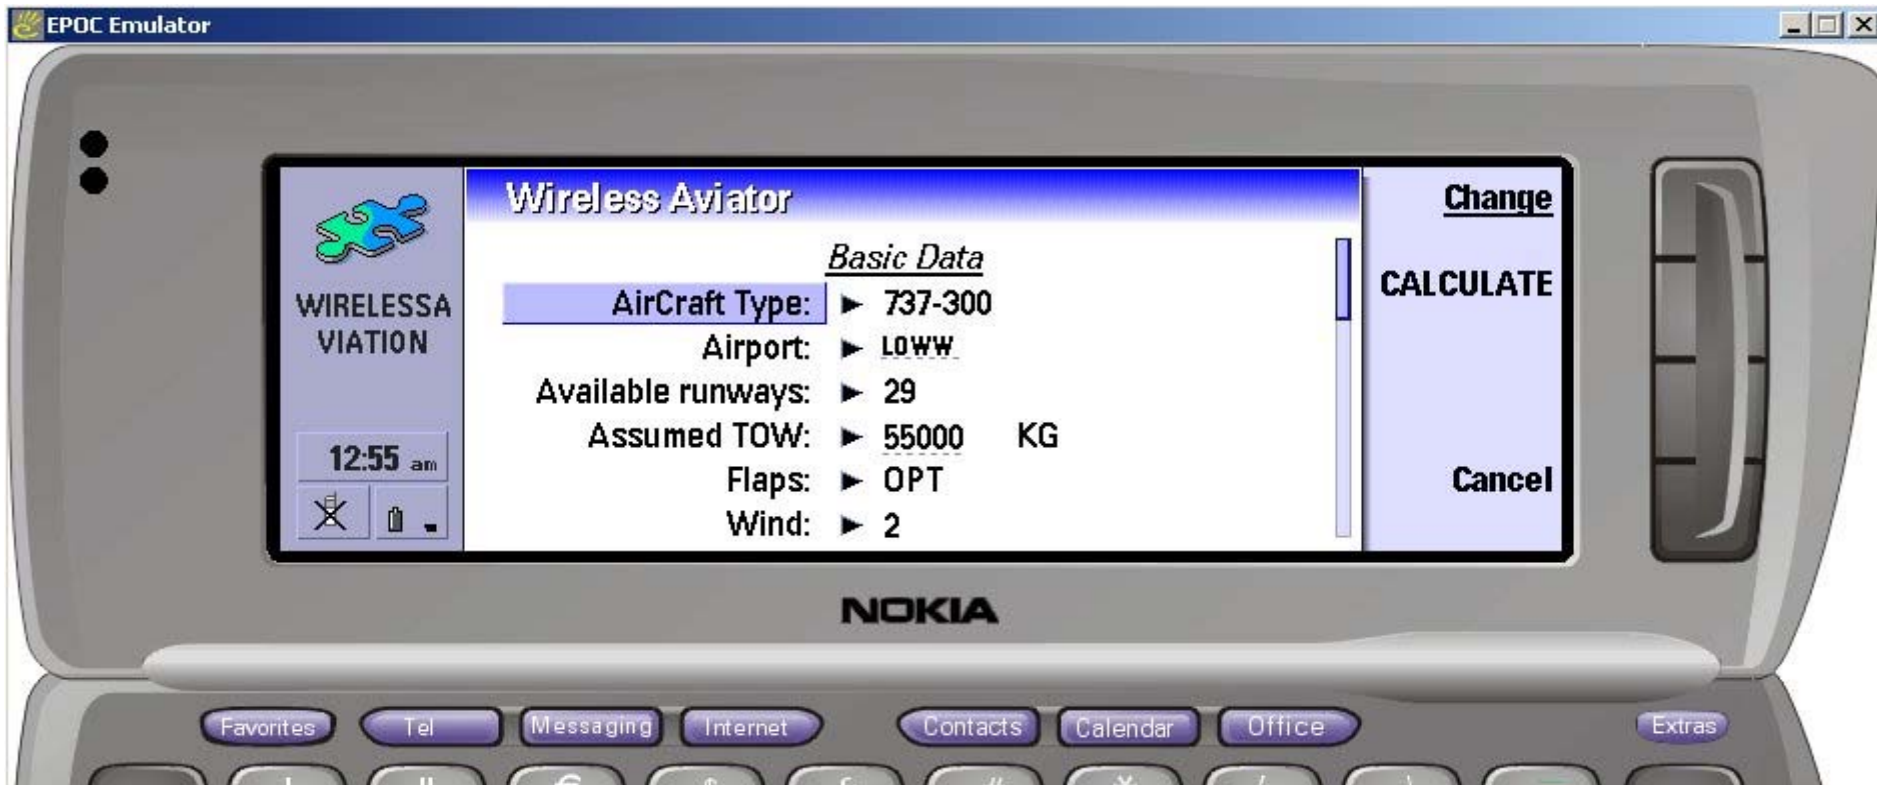 EPOC Emulator
WIRELESSA
VIATION
12:55 am
Wireless Aviator
Basic Data
AirCraft Type: 737-300
Airport: LOWW
Available runways: 29
Assumed TOW: 55000 KG
Flaps: OPT
Wind: 2
Change
CALCULATE
Cancel
NOKIA
Favorites Tel Messaging Internet Contacts Calendar Office Extras